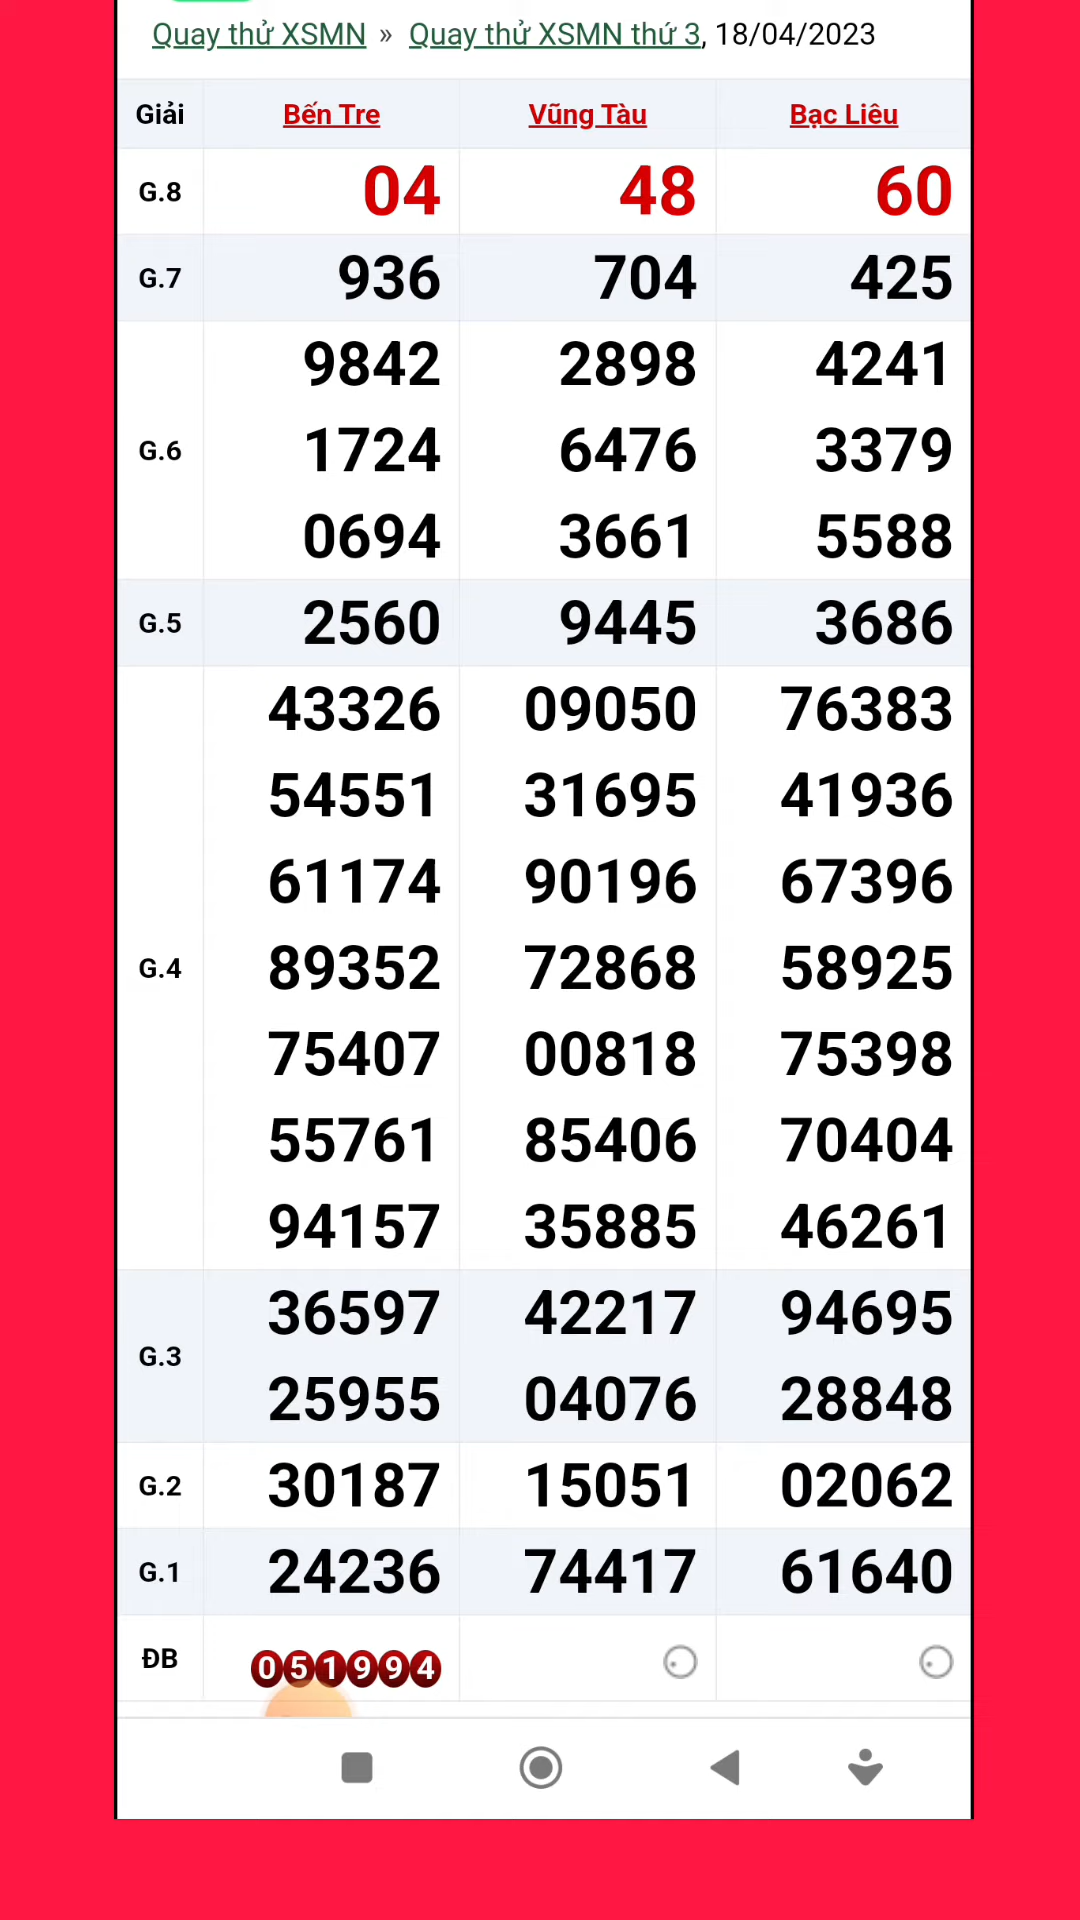 Quay thử XSMN » Quay thử XSMN thứ 3, 18/04/2023
Giải Bến Tre Vũng Tàu Bạc Liêu
G.8 04 48 60
G.7 936 704 425
9842 2898 4241
G.6 1724 6476 3379
0694 3661 5588
G.5 2560 9445 3686
43326 09050 76383
54551 31695 41936
61174 90196 67396
G.4 89352 72868 58925
75407 00818 75398
55761 85406 70404
94157 35885 46261
G.3 36597 42217 94695
25955 04076 28848
G.2 30187 15051 02062
G.1 24236 74417 61640
ĐB 051994